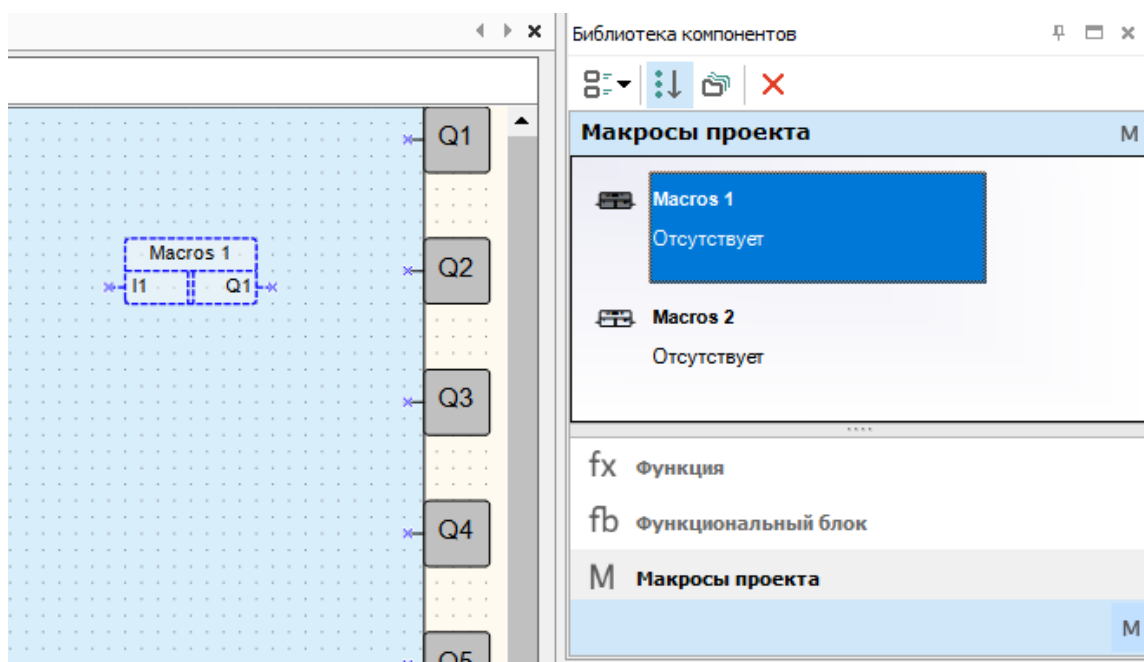 Библиотека компонентов
Макросы проекта M
Q1
Macros 1
Отсутствует
Macros 1
I1 Q1
Q2
Macros 2
Отсутствует
Q3
fx Функция
fb Функциональный блок
Q4
M Макросы проекта
M
Q5